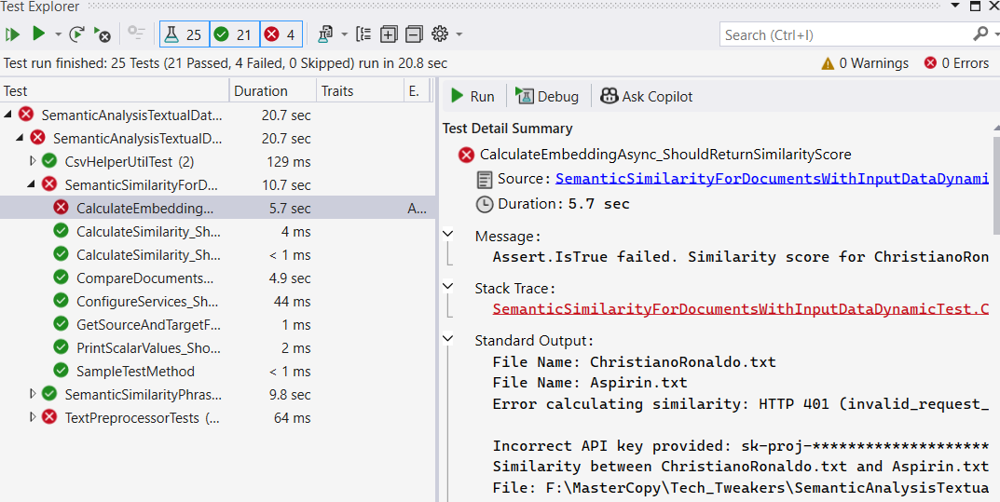 Test Explorer
25 21 4
Search (Ctrl+I)
Test run finished: 25 Tests (21 Passed, 4 Failed, 0 Skipped) run in 20.8 sec
0 Warnings 0 Errors
Test Duration Traits E.
SemanticAnalysisTextualDat... 20.7 sec
SemanticAnalysisTextualD... 20.7 sec
CsvHelperUtilTest (2) 129 ms
SemanticSimilarityForD... 10.7 sec
CalculateEmbedding... 5.7 sec A...
CalculateSimilarity_Sh... 4 ms
CalculateSimilarity_Sh... < 1 ms
CompareDocuments... 4.9 sec
ConfigureServices_Sh... 44 ms
GetSourceAndTargetF... 1 ms
PrintScalarValues_Sho... 2 ms
SampleTestMethod < 1 ms
SemanticSimilarityPhras... 9.8 sec
TextPreprocessorTests (... 64 ms
Run Debug Ask Copilot
Test Detail Summary
CalculateEmbeddingAsync_ShouldReturnSimilarityScore
Source: SemanticSimilarityForDocumentsWithInputDataDynami
Duration: 5.7 sec
Message:
Assert.IsTrue failed. Similarity score for ChristianoRon
Stack Trace:
SemanticSimilarityForDocumentsWithInputDataDynamicTest.C
Standard Output:
File Name: ChristianoRonaldo.txt
File Name: Aspirin.txt
Error calculating similarity: HTTP 401 (invalid_request_
Incorrect API key provided: sk-proj-********************
Similarity between ChristianoRonaldo.txt and Aspirin.txt
File: F:\MasterCopy\Tech_Tweakers\SemanticAnalysisTextua